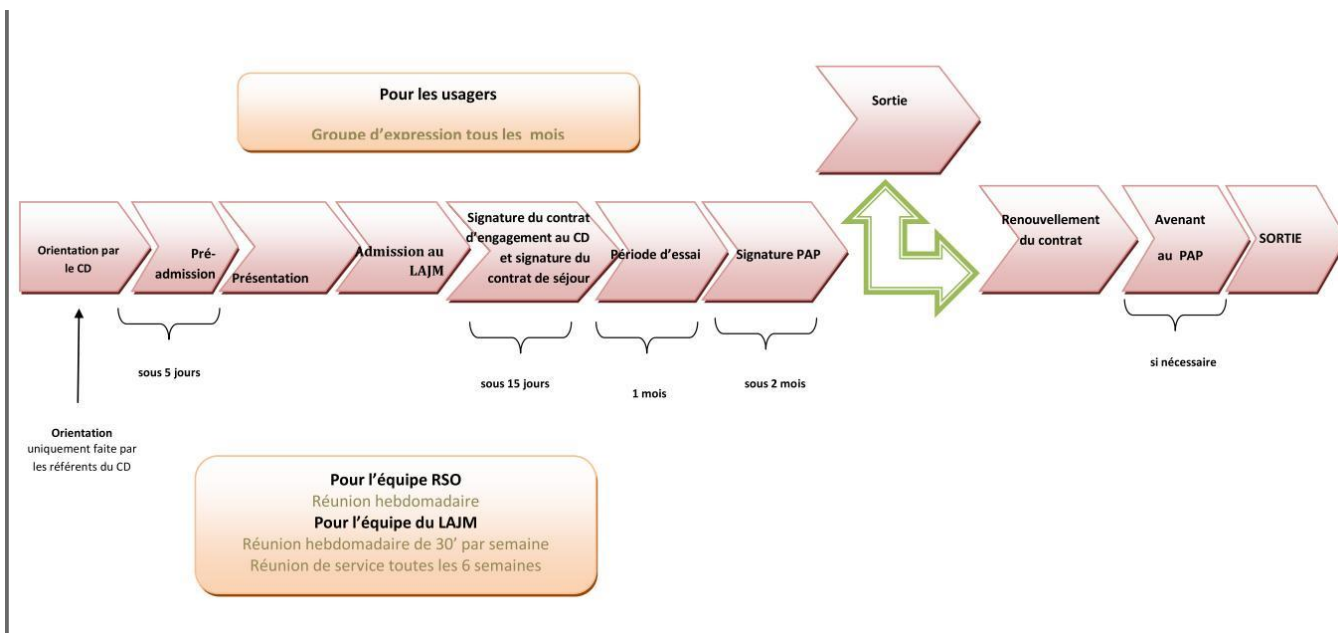 Pour les usagers
Groupe d'expression tous les mois
Sortie
Orientation par
le CD
Pré-
admission
Présentation
Admission au
LAJM
Signature du contrat
d'engagement au CD
et signature du
contrat de séjour
Période d'essai
Signature PAP
Renouvellement
du contrat
Avenant
au PAP
SORTIE
sous 5 jours
sous 15 jours
1 mois
sous 2 mois
si nécessaire
Orientation
uniquement faite par
les référents du CD
Pour l'équipe RSO
Réunion hebdomadaire
Pour l'équipe du LAJM
Réunion hebdomadaire de 30' par semaine
Réunion de service toutes les 6 semaines